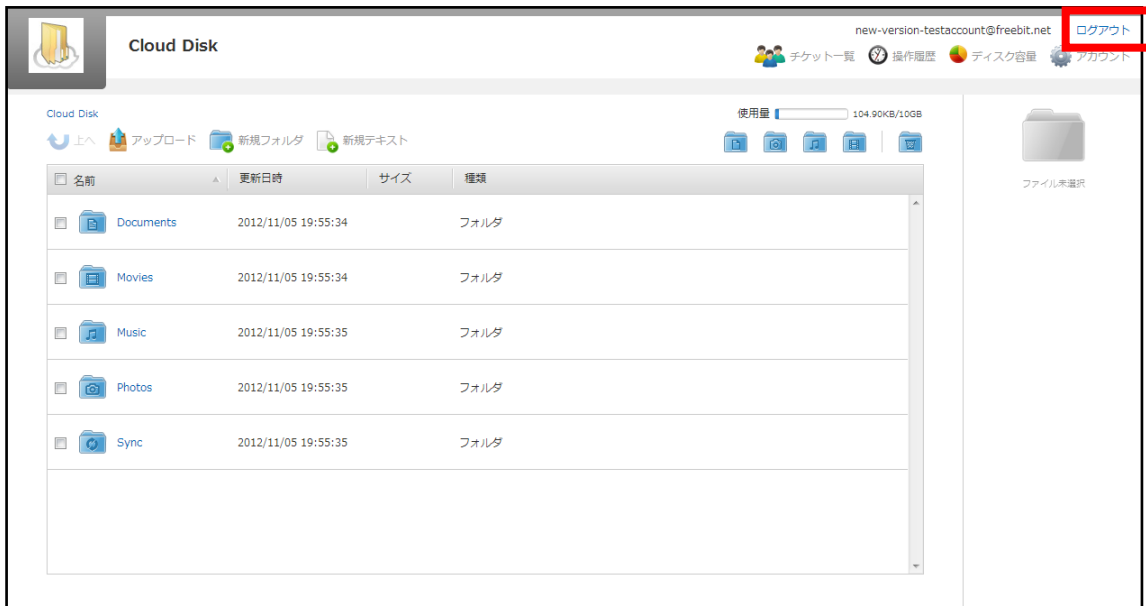 new-version-testaccount@freebit.net ログアウト
Cloud Disk
チケット一覧 操作履歴 ディスク容量 アカウント
Cloud Disk 使用量 104.90KB/10GB
上へ アップロード 新規フォルダ 新規テキスト
名前 更新日時 サイズ 種類
ファイル未選択
Documents 2012/11/05 19:55:34 フォルダ
Movies 2012/11/05 19:55:34 フォルダ
Music 2012/11/05 19:55:35 フォルダ
Photos 2012/11/05 19:55:35 フォルダ
Sync 2012/11/05 19:55:35 フォルダ